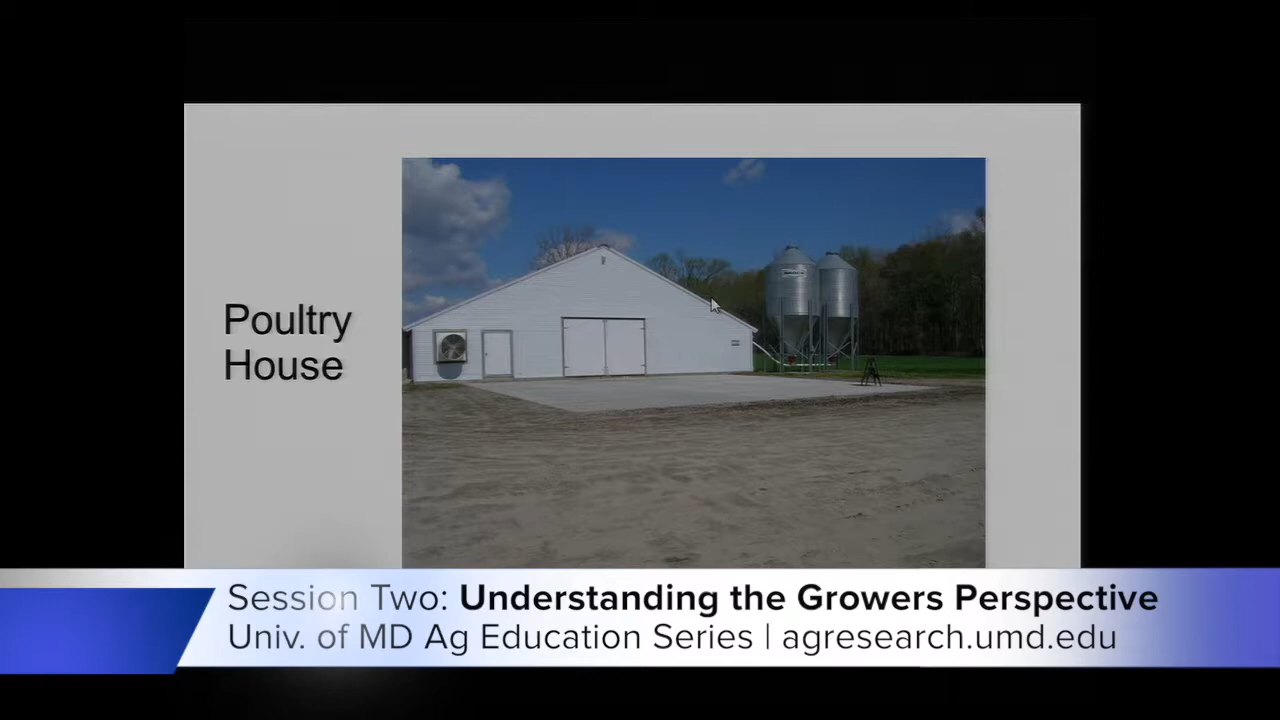 Poultry
House
Session Two: Understanding the Growers Perspective
Univ. of MD Ag Education Series | agresearch.umd.edu